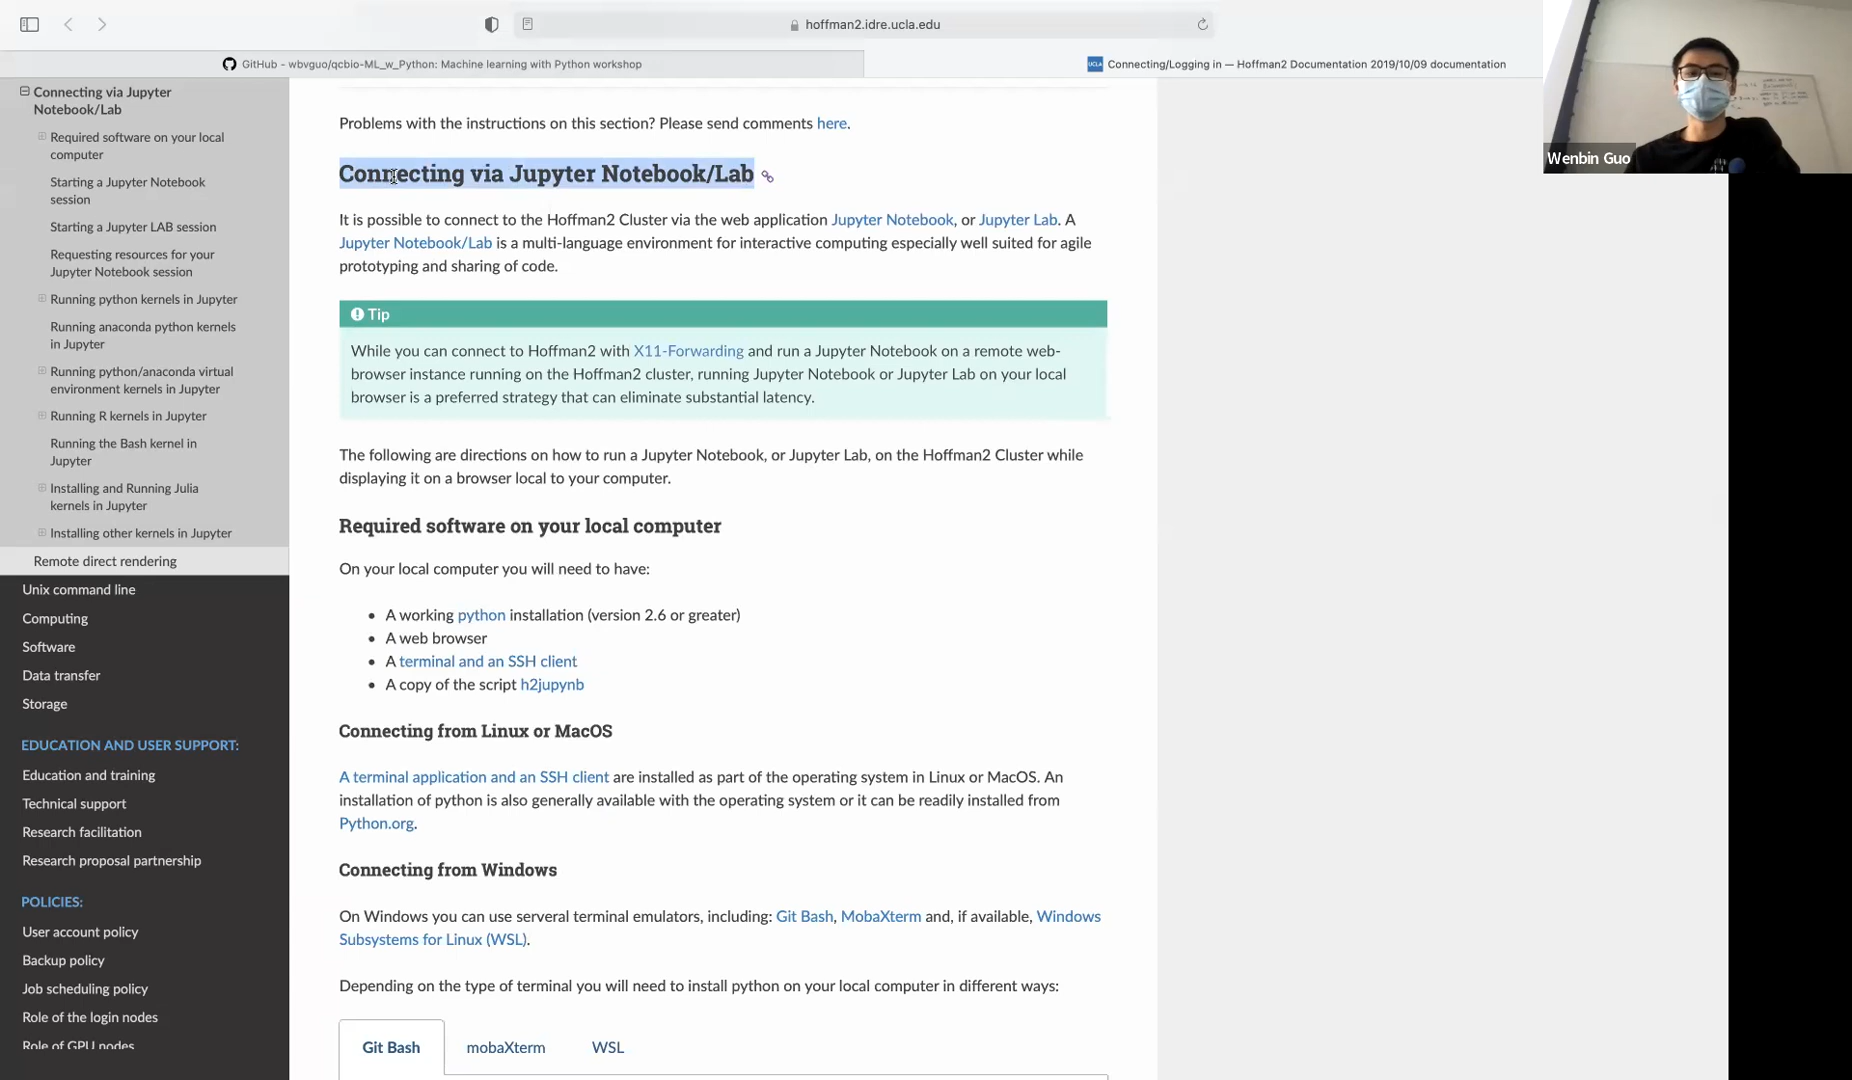 hoffman2.idre.ucla.edu
GitHub - wbvguo/qcbio-ML_w_Python: Machine learning with Python workshop
UCLA
Connecting/Logging in — Hoffman2 Documentation 2019/10/09 documentation
Wenbin Guo
Connecting via Jupyter
Notebook/Lab
Required software on your local
computer
Starting a Jupyter Notebook
session
Starting a Jupyter LAB session
Requesting resources for your
Jupyter Notebook session
Running python kernels in Jupyter
Running anaconda python kernels
in Jupyter
Running python/anaconda virtual
environment kernels in Jupyter
Running R kernels in Jupyter
Running the Bash kernel in
Jupyter
Installing and Running Julia
kernels in Jupyter
Installing other kernels in Jupyter
Remote direct rendering
Unix command line
Computing
Software
Data transfer
Storage
EDUCATION AND USER SUPPORT:
Education and training
Technical support
Research facilitation
Research proposal partnership
POLICIES:
User account policy
Backup policy
Job scheduling policy
Role of the login nodes
Role of GPU nodes
Problems with the instructions on this section? Please send comments here.
Connecting via Jupyter Notebook/Lab
It is possible to connect to the Hoffman2 Cluster via the web application Jupyter Notebook, or Jupyter Lab. A
Jupyter Notebook/Lab is a multi-language environment for interactive computing especially well suited for agile
prototyping and sharing of code.
Tip
While you can connect to Hoffman2 with X11-Forwarding and run a Jupyter Notebook on a remote web-
browser instance running on the Hoffman2 cluster, running Jupyter Notebook or Jupyter Lab on your local
browser is a preferred strategy that can eliminate substantial latency.
The following are directions on how to run a Jupyter Notebook, or Jupyter Lab, on the Hoffman2 Cluster while
displaying it on a browser local to your computer.
Required software on your local computer
On your local computer you will need to have:
• A working python installation (version 2.6 or greater)
• A web browser
• A terminal and an SSH client
• A copy of the script h2jupynb
Connecting from Linux or MacOS
A terminal application and an SSH client are installed as part of the operating system in Linux or MacOS. An
installation of python is also generally available with the operating system or it can be readily installed from
Python.org.
Connecting from Windows
On Windows you can use serveral terminal emulators, including: Git Bash, MobaXterm and, if available, Windows
Subsystems for Linux (WSL).
Depending on the type of terminal you will need to install python on your local computer in different ways:
Git Bash
mobaXterm
WSL